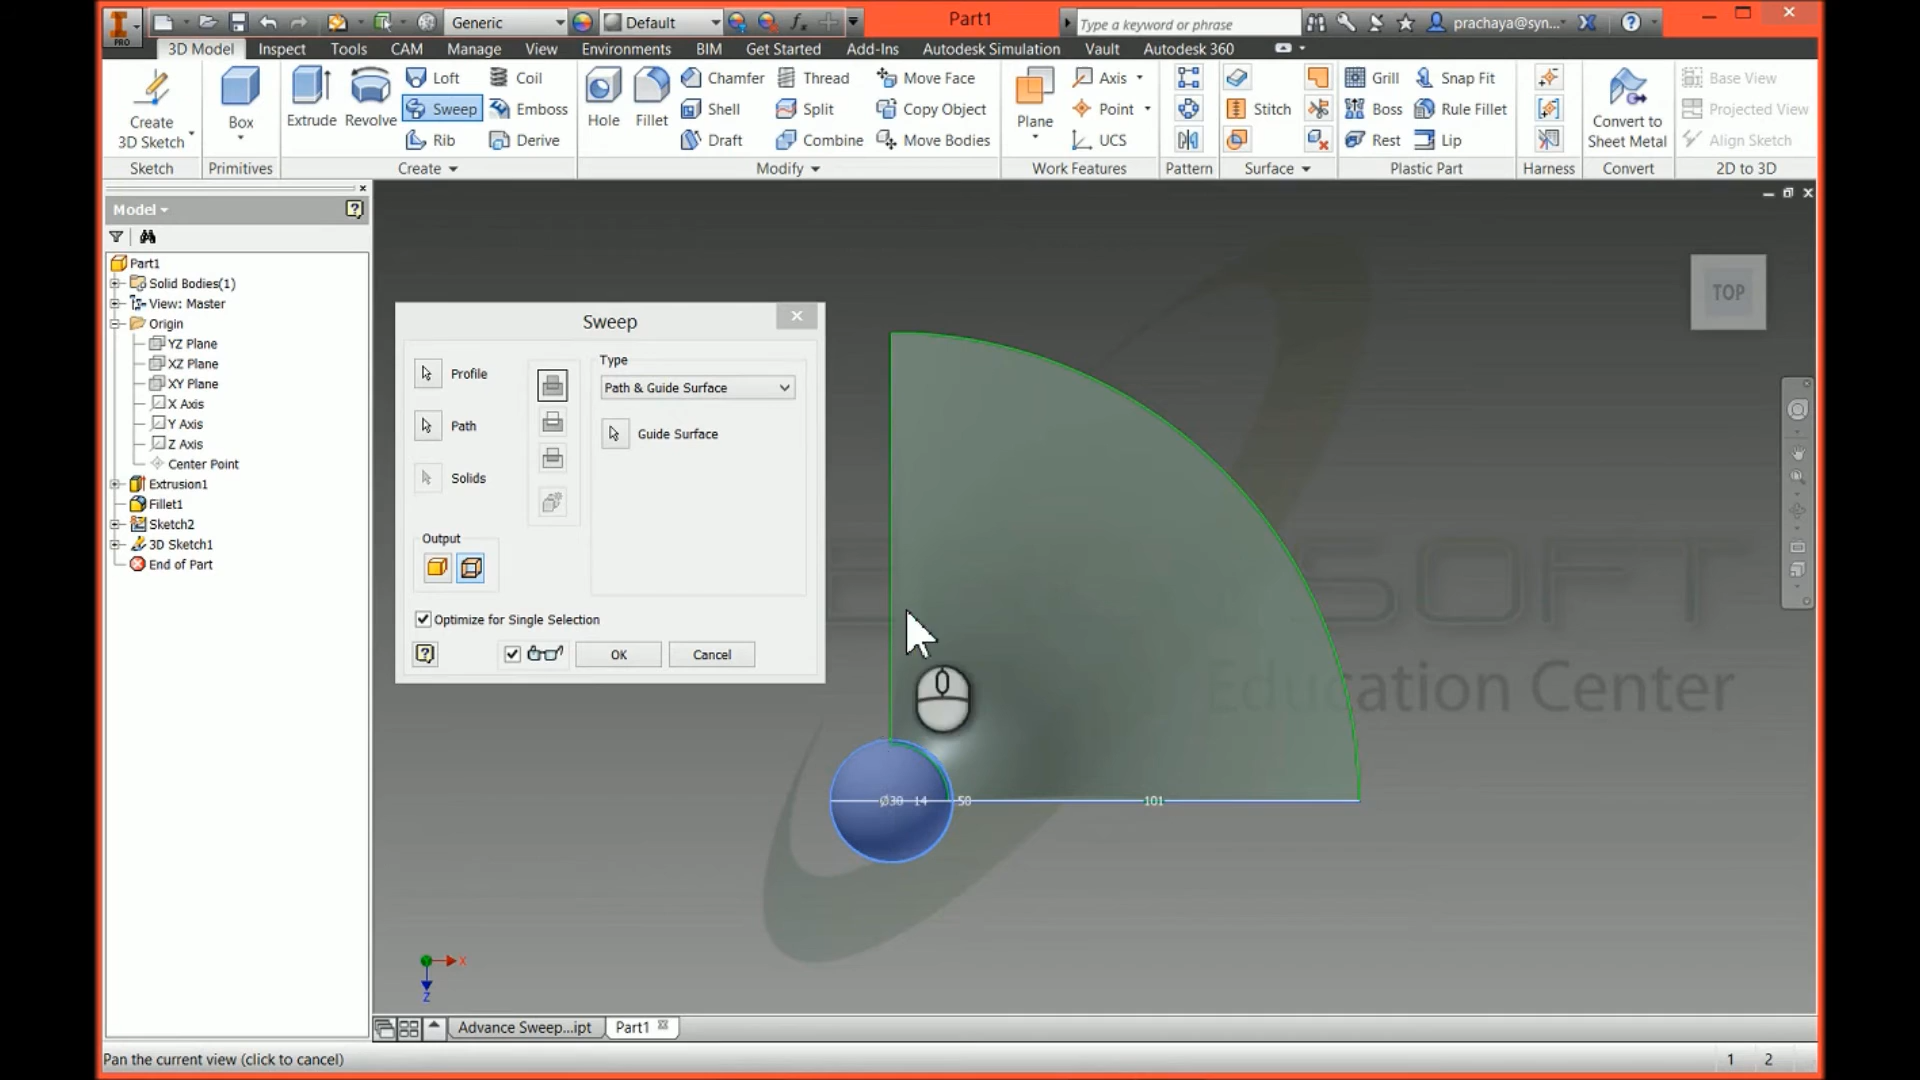 PRO
Generic
Default
Part1
Type a keyword or phrase
prachaya@syn...
3D Model
Inspect
Tools
CAM
Manage
View
Environments
BIM
Get Started
Add-Ins
Autodesk Simulation
Vault
Autodesk 360
Create
3D Sketch
Box
Extrude
Revolve
Loft
Sweep
Rib
Coil
Emboss
Derive
Hole
Fillet
Chamfer
Shell
Draft
Thread
Split
Combine
Move Face
Copy Object
Move Bodies
Plane
Axis
Point
UCS
Stitch
Grill
Boss
Rest
Snap Fit
Rule Fillet
Lip
Convert to
Sheet Metal
Base View
Projected View
Align Sketch
Sketch
Primitives
Create
Modify
Work Features
Pattern
Surface
Plastic Part
Harness
Convert
2D to 3D
Model
Part1
Solid Bodies(1)
View: Master
Origin
YZ Plane
XZ Plane
XY Plane
X Axis
Y Axis
Z Axis
Center Point
Extrusion1
Fillet1
Sketch2
3D Sketch1
End of Part
Sweep
Profile
Path
Solids
Type
Path & Guide Surface
Guide Surface
Output
Optimize for Single Selection
OK
Cancel
TOP
Education Center
Ø30 14 50
101
X
Z
Advance Sweep...ipt
Part1
Pan the current view (click to cancel)
1 2